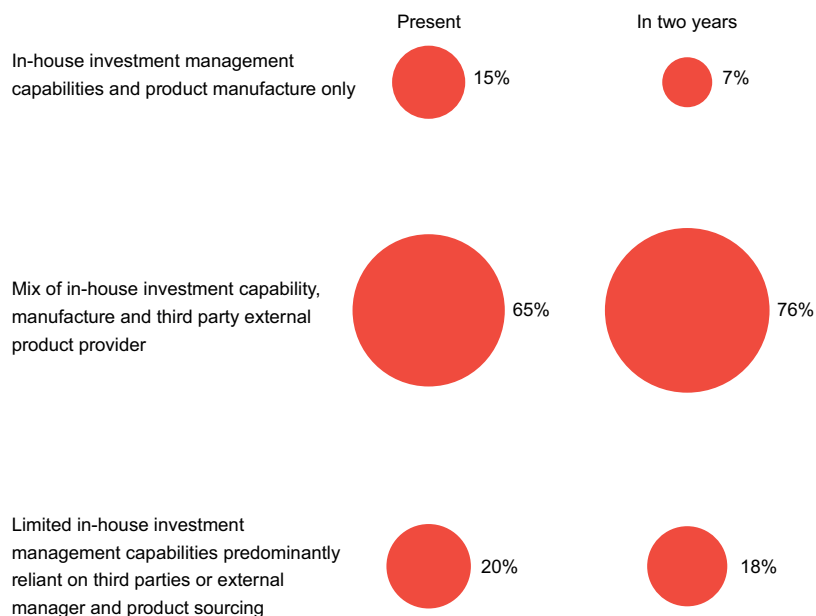 Present
In two years
In-house investment management
capabilities and product manufacture only
15%
7%
Mix of in-house investment capability,
manufacture and third party external
product provider
65%
76%
Limited in-house investment
management capabilities predominantly
reliant on third parties or external
manager and product sourcing
20%
18%